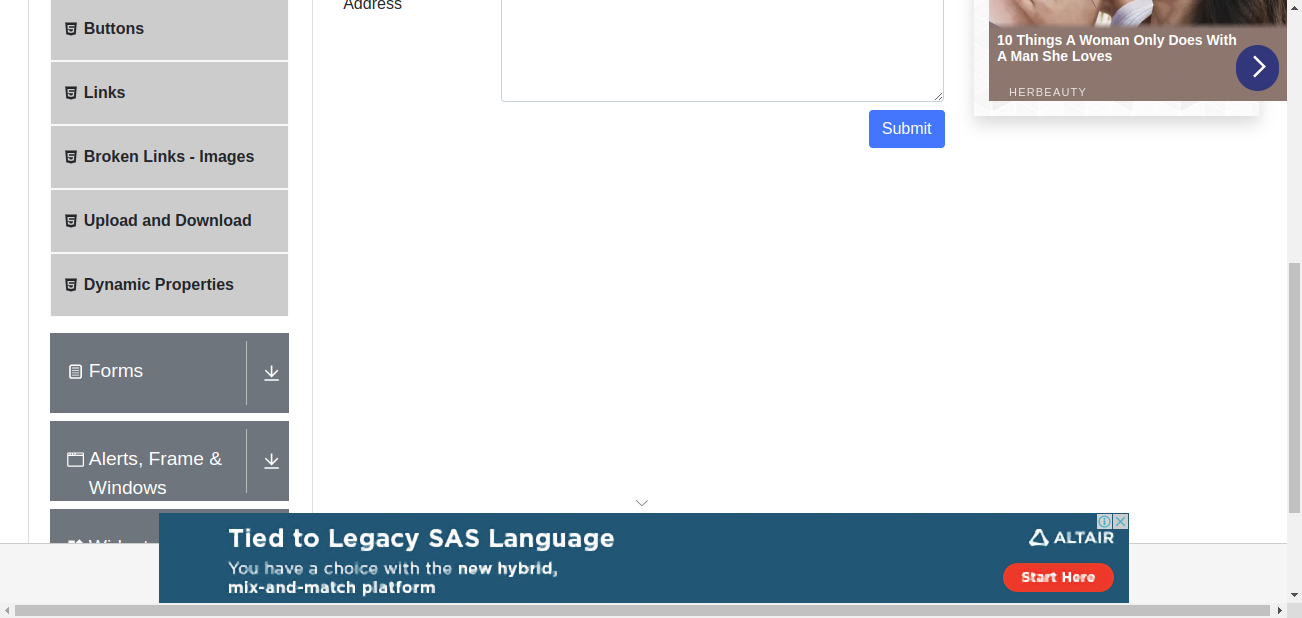 Address
Buttons
Links
Broken Links - Images
Upload and Download
Dynamic Properties
Forms
Alerts, Frame &
Windows
Submit
10 Things A Woman Only Does With
A Man She Loves
HERBEAUTY
Tied to Legacy SAS Language
You have a choice with the new hybrid,
mix-and-match platform
ALTAIR
Start Here